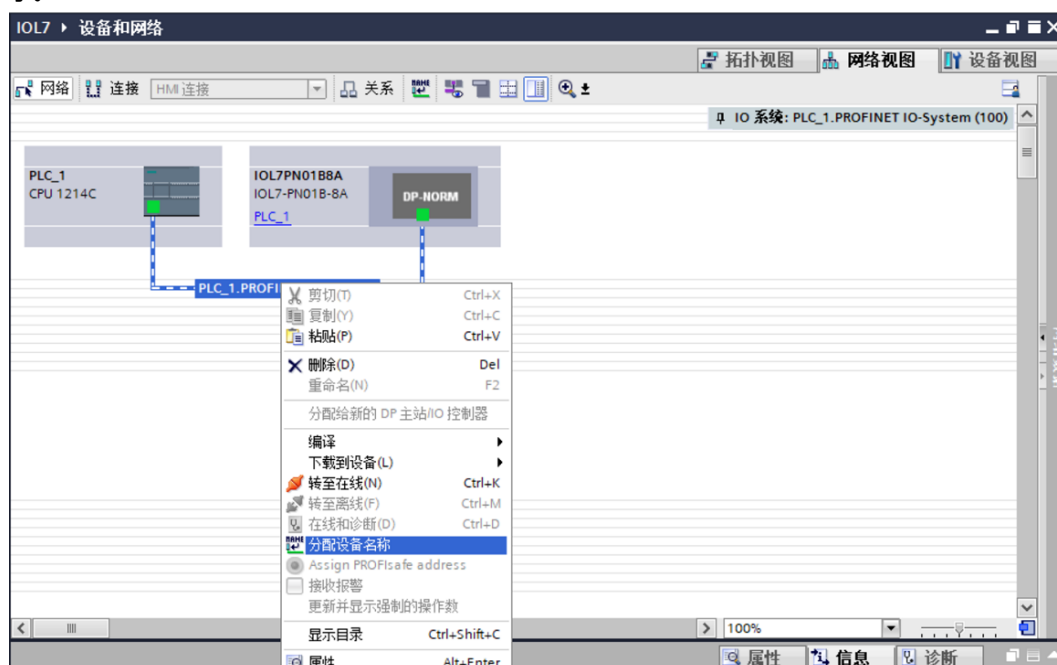 IOL7 ▸ 设备和网络
拓扑视图 网络视图 设备视图
网络 连接 HMI 连接 关系
IO 系统: PLC_1.PROFINET IO-System (100)
PLC_1
CPU 1214C
IOL7PN01B8A
IOL7-PN01B-8A
PLC_1
DP-NORM
PLC_1.PROFI
剪切(T) Ctrl+X
复制(Y) Ctrl+C
粘贴(P) Ctrl+V
删除(D) Del
重命名(N) F2
分配给新的 DP 主站/IO 控制器
编译
下载到设备(L)
转至在线(N) Ctrl+K
转至离线(F) Ctrl+M
在线和诊断(D) Ctrl+D
分配设备名称
Assign PROFIsafe address
接收报警
更新并显示强制的操作数
显示目录 Ctrl+Shift+C
属性 Alt+Enter
100%
属性 信息 诊断